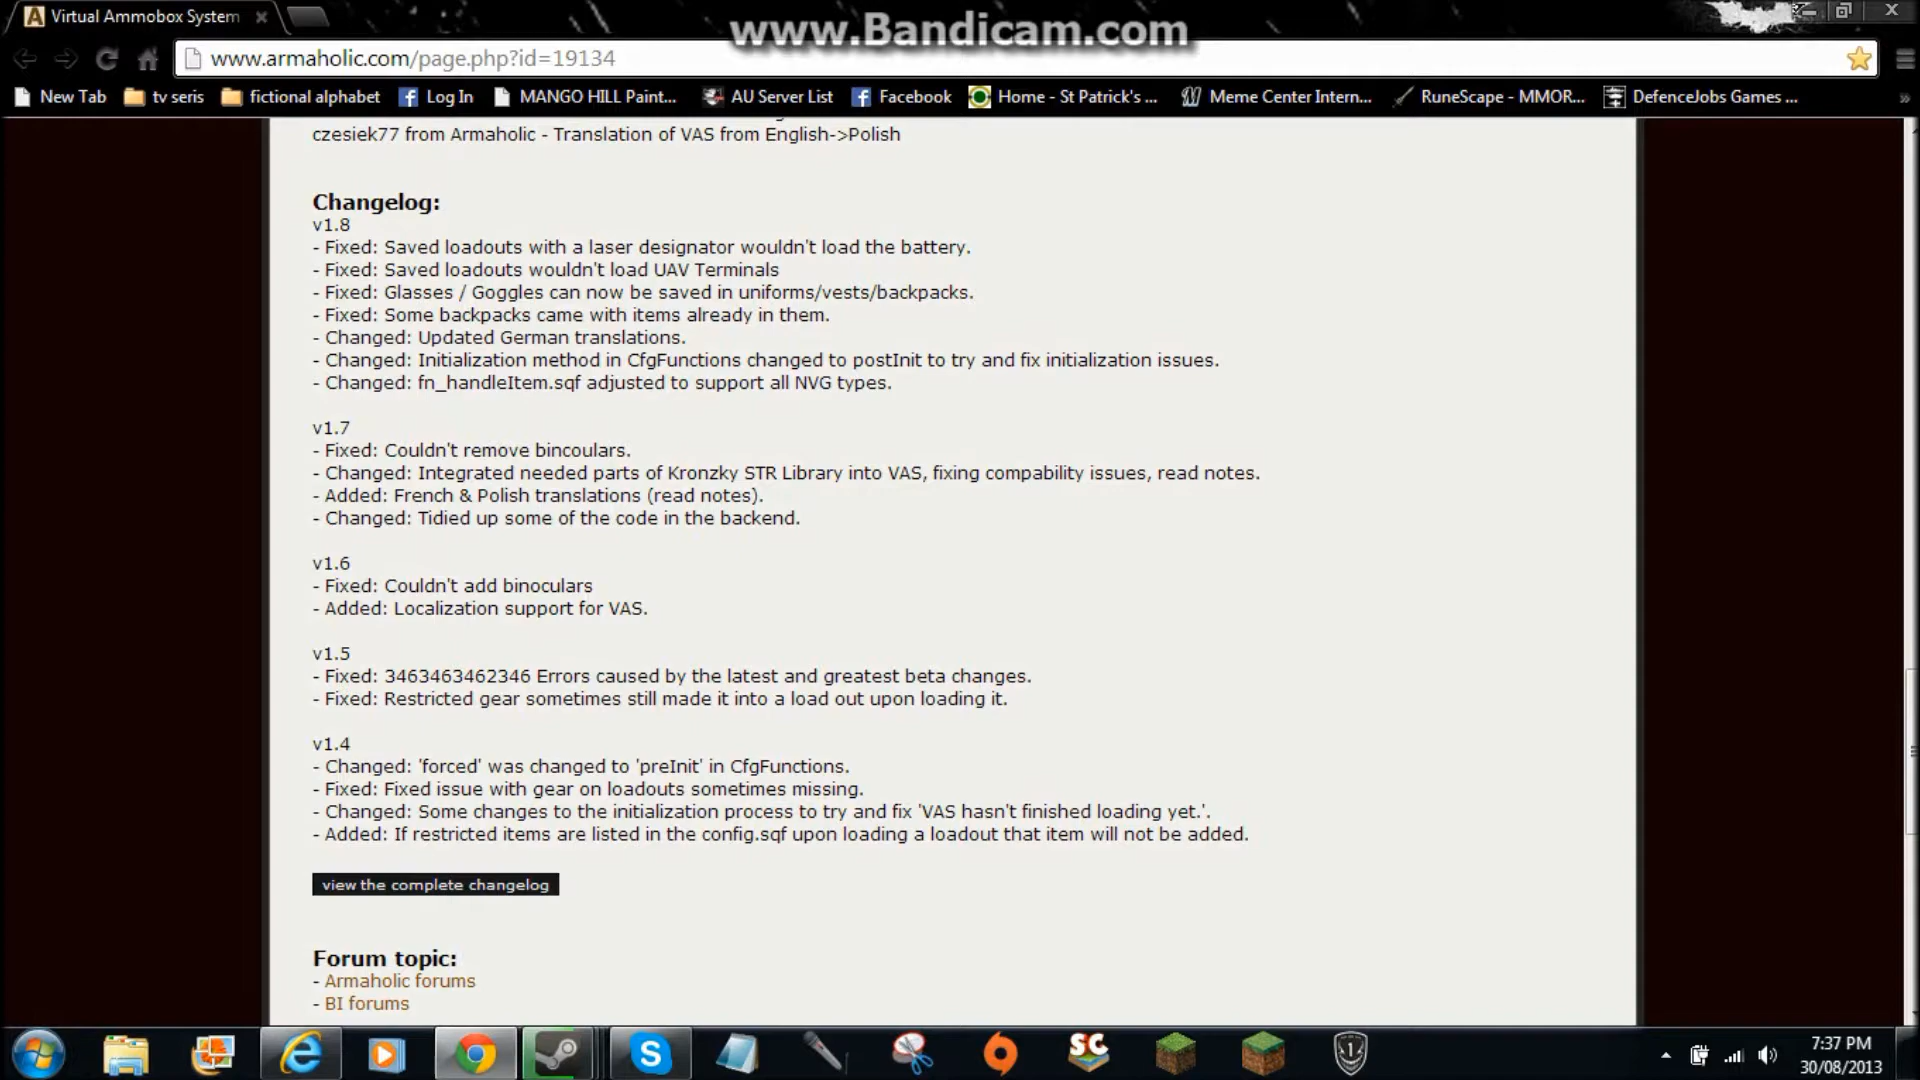 Virtual Ammobox System
www.Bandicam.com
www.armaholic.com/page.php?id=19134
New Tab
tv seris
fictional alphabet
Log In
MANGO HILL Paint...
AU Server List
Facebook
Home - St Patrick's ...
Meme Center Intern...
RuneScape - MMOR...
DefenceJobs Games ...
czesiek77 from Armaholic - Translation of VAS from English->Polish
Changelog:
v1.8
- Fixed: Saved loadouts with a laser designator wouldn't load the battery.
- Fixed: Saved loadouts wouldn't load UAV Terminals
- Fixed: Glasses / Goggles can now be saved in uniforms/vests/backpacks.
- Fixed: Some backpacks came with items already in them.
- Changed: Updated German translations.
- Changed: Initialization method in CfgFunctions changed to postInit to try and fix initialization issues.
- Changed: fn_handleItem.sqf adjusted to support all NVG types.
v1.7
- Fixed: Couldn't remove bincoulars.
- Changed: Integrated needed parts of Kronzky STR Library into VAS, fixing compability issues, read notes.
- Added: French & Polish translations (read notes).
- Changed: Tidied up some of the code in the backend.
v1.6
- Fixed: Couldn't add binoculars
- Added: Localization support for VAS.
v1.5
- Fixed: 3463463462346 Errors caused by the latest and greatest beta changes.
- Fixed: Restricted gear sometimes still made it into a load out upon loading it.
v1.4
- Changed: 'forced' was changed to 'preInit' in CfgFunctions.
- Fixed: Fixed issue with gear on loadouts sometimes missing.
- Changed: Some changes to the initialization process to try and fix 'VAS hasn't finished loading yet.'.
- Added: If restricted items are listed in the config.sqf upon loading a loadout that item will not be added.
view the complete changelog
Forum topic:
- Armaholic forums
- BI forums
SC
7:37 PM
30/08/2013